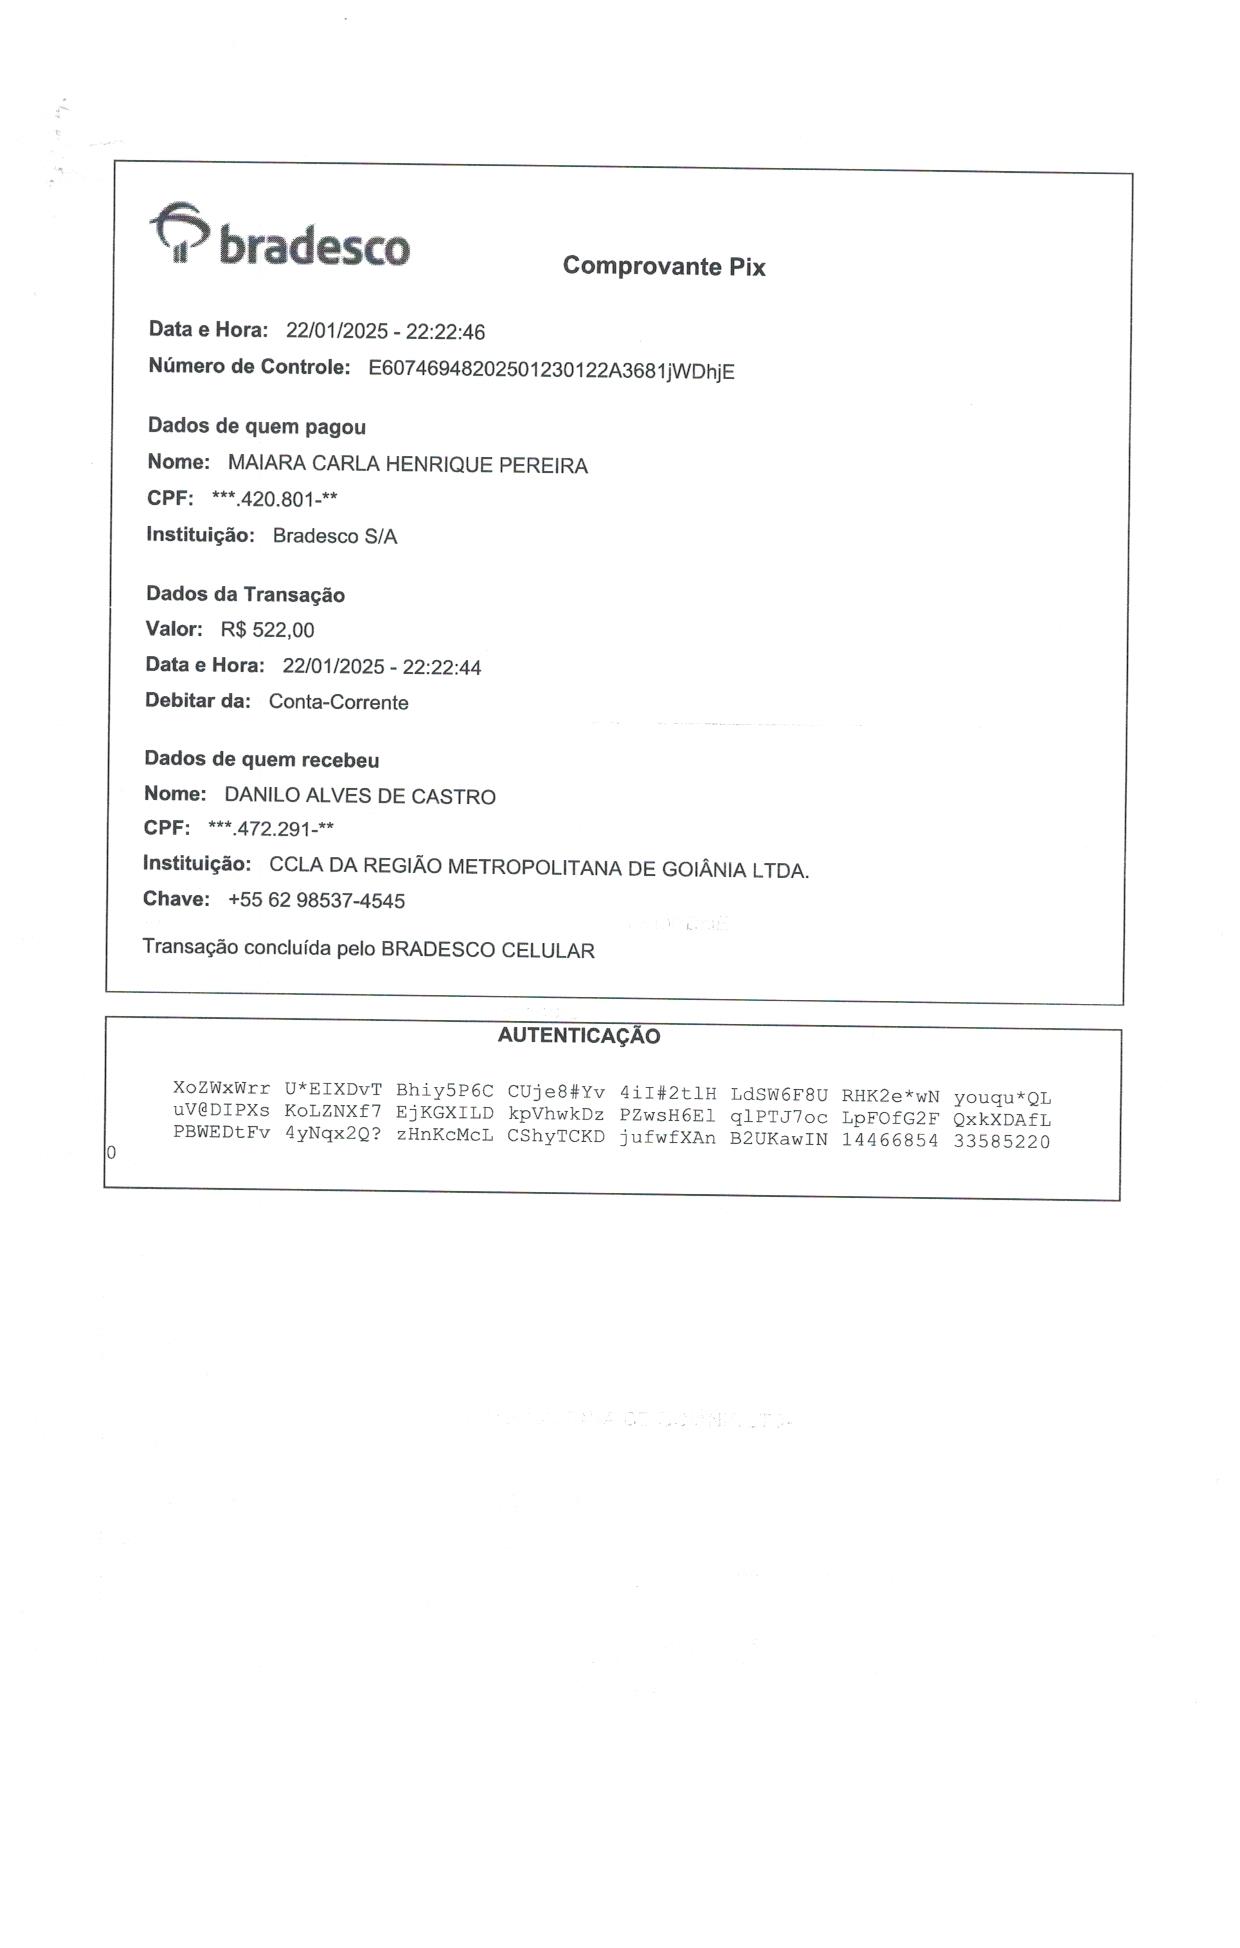 bradesco
Comprovante Pix
Data e Hora: 22/01/2025 - 22:22:46
Número de Controle: E60746948202501230122A3681jWDhjE
Dados de quem pagou
Nome: MAIARA CARLA HENRIQUE PEREIRA
CPF: ***.420.801-**
Instituição: Bradesco S/A
Dados da Transação
Valor: R$ 522,00
Data e Hora: 22/01/2025 - 22:22:44
Debitar da: Conta-Corrente
Dados de quem recebeu
Nome: DANILO ALVES DE CASTRO
CPF: ***.472.291-**
Instituição: CCLA DA REGIÃO METROPOLITANA DE GOIÂNIA LTDA.
Chave: +55 62 98537-4545
Transação concluída pelo BRADESCO CELULAR
AUTENTICAÇÃO
XoZWxWrr U*EIXDvT Bhiy5P6C CUje8#Yv 4iI#2tlH LdSW6F8U RHK2e*wN youqu*QL
uV@DIPXs KoLZNXf7 EjKGXILD kpVhwkDz PZwsH6El qlPTJ7oc LpFOfG2F QxkXDAfL
PBWEDtFv 4yNqx2Q? zHnKcMcL CShyTCKD jufwfXAn B2UKawIN 14466854 33585220
0